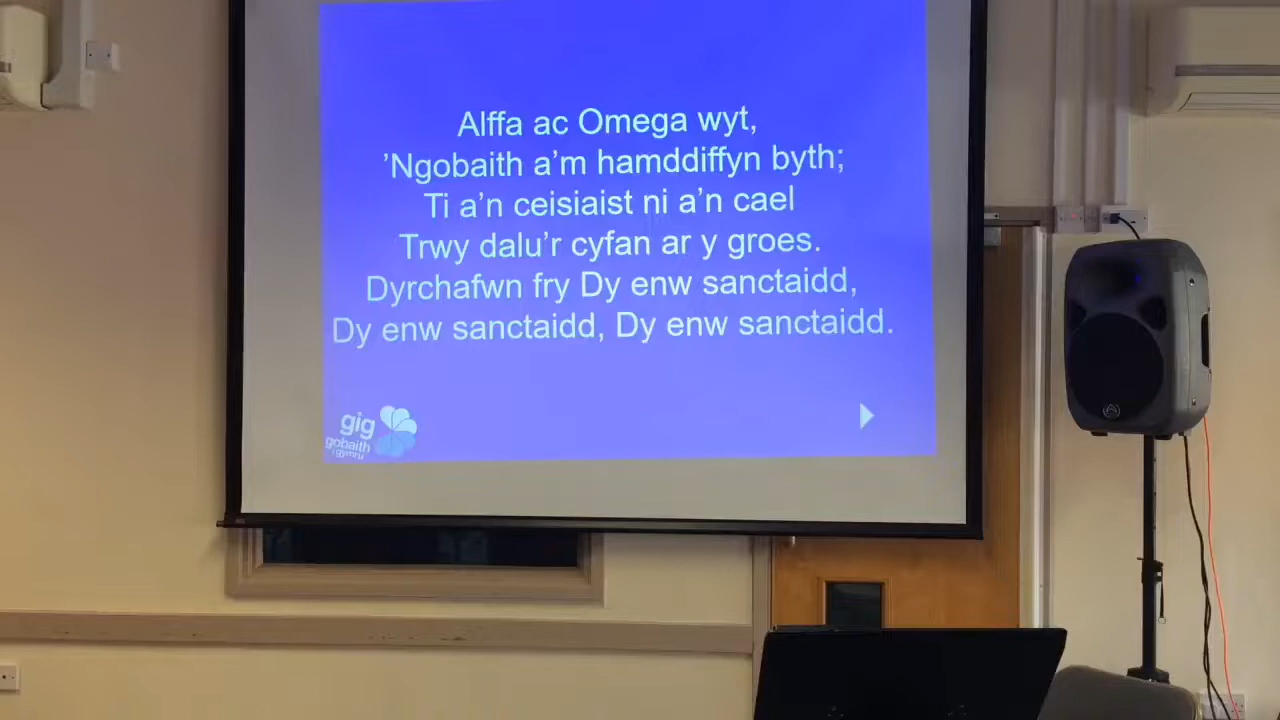 Alffa ac Omega wyt,
’Ngobaith a’m hamddiffyn byth;
Ti a’n ceisiaist ni a’n cael
Trwy dalu’r cyfan ar y groes.
Dyrchafwn fry Dy enw sanctaidd,
Dy enw sanctaidd, Dy enw sanctaidd.
gig
gobaith
i gymru